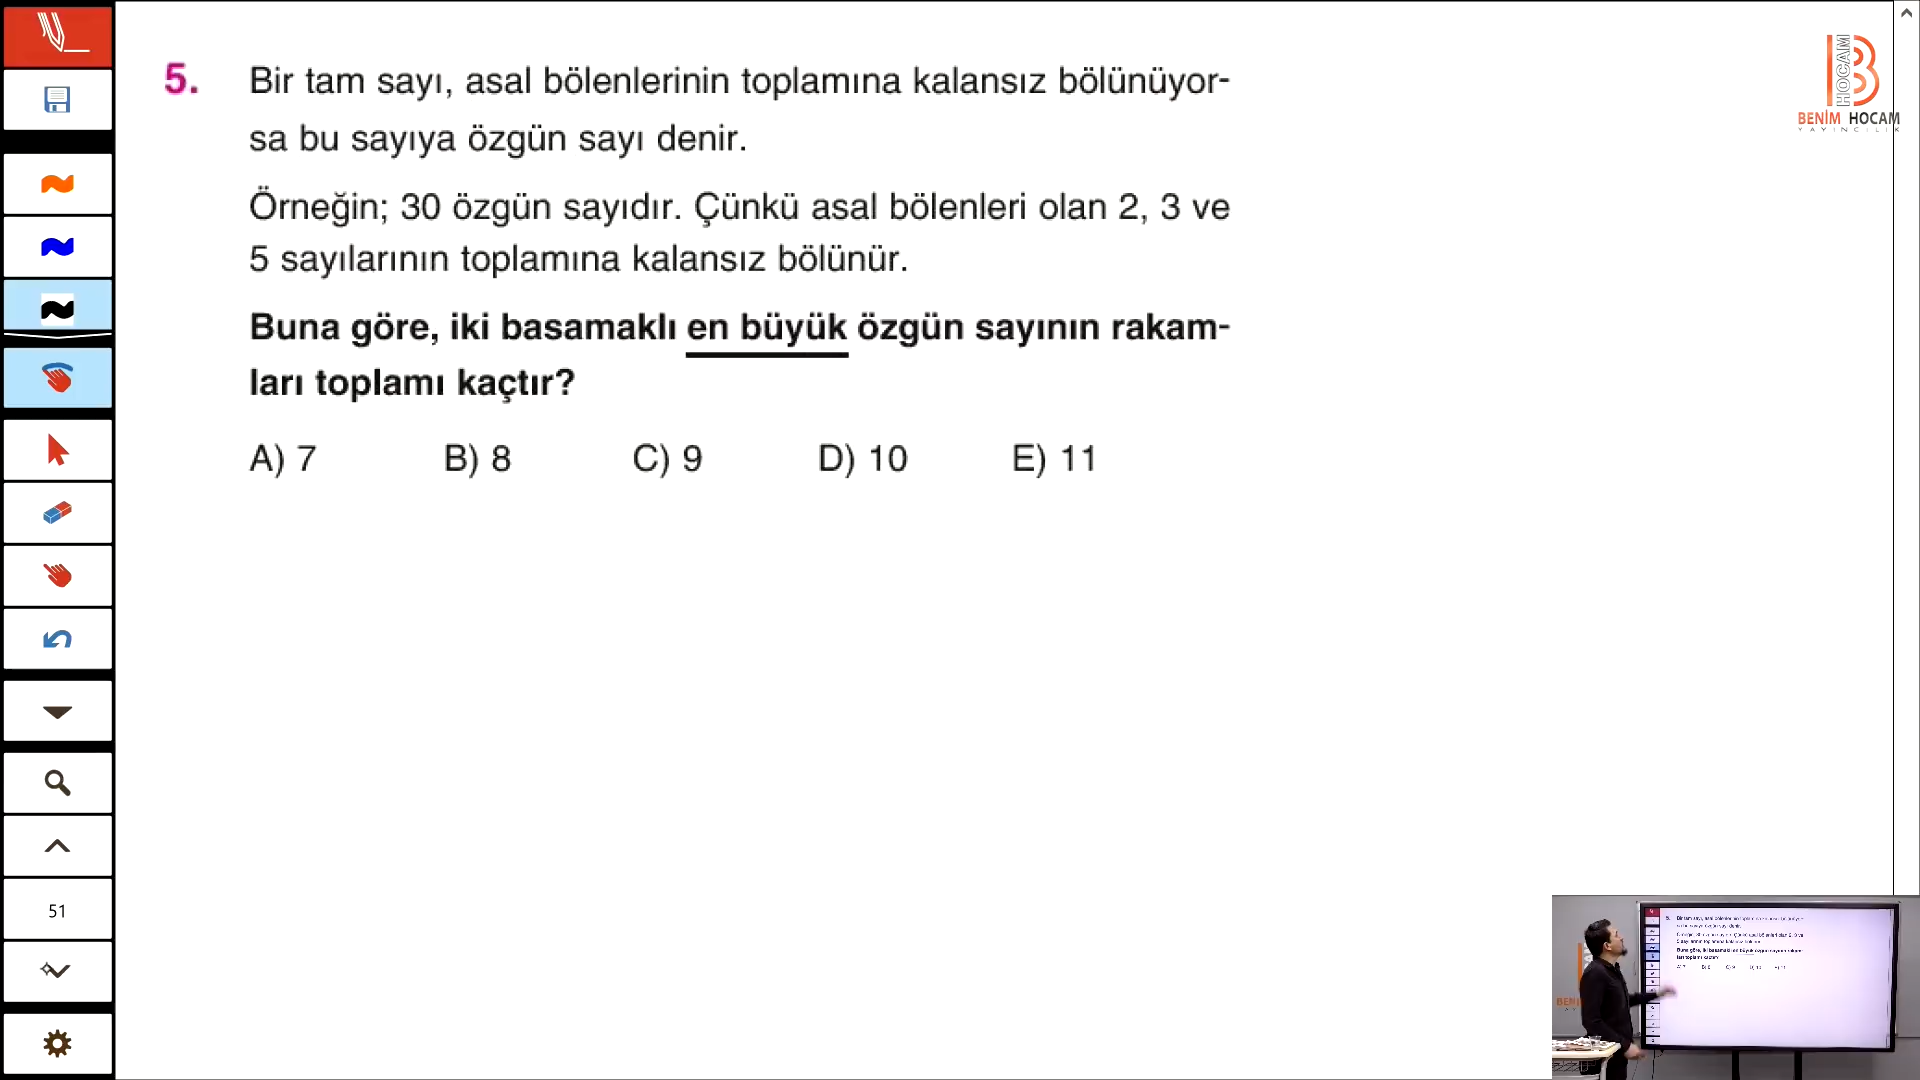 5. Bir tam sayı, asal bölenlerinin toplamına kalansız bölünüyor-
sa bu sayıya özgün sayı denir.
Örneğin; 30 özgün sayıdır. Çünkü asal bölenleri olan 2, 3 ve
5 sayılarının toplamına kalansız bölünür.
Buna göre, iki basamaklı en büyük özgün sayının rakam-
ları toplamı kaçtır?
A) 7 B) 8 C) 9 D) 10 E) 11
B HOCAM
BENİM HOCAM
YAYINCILIK
51